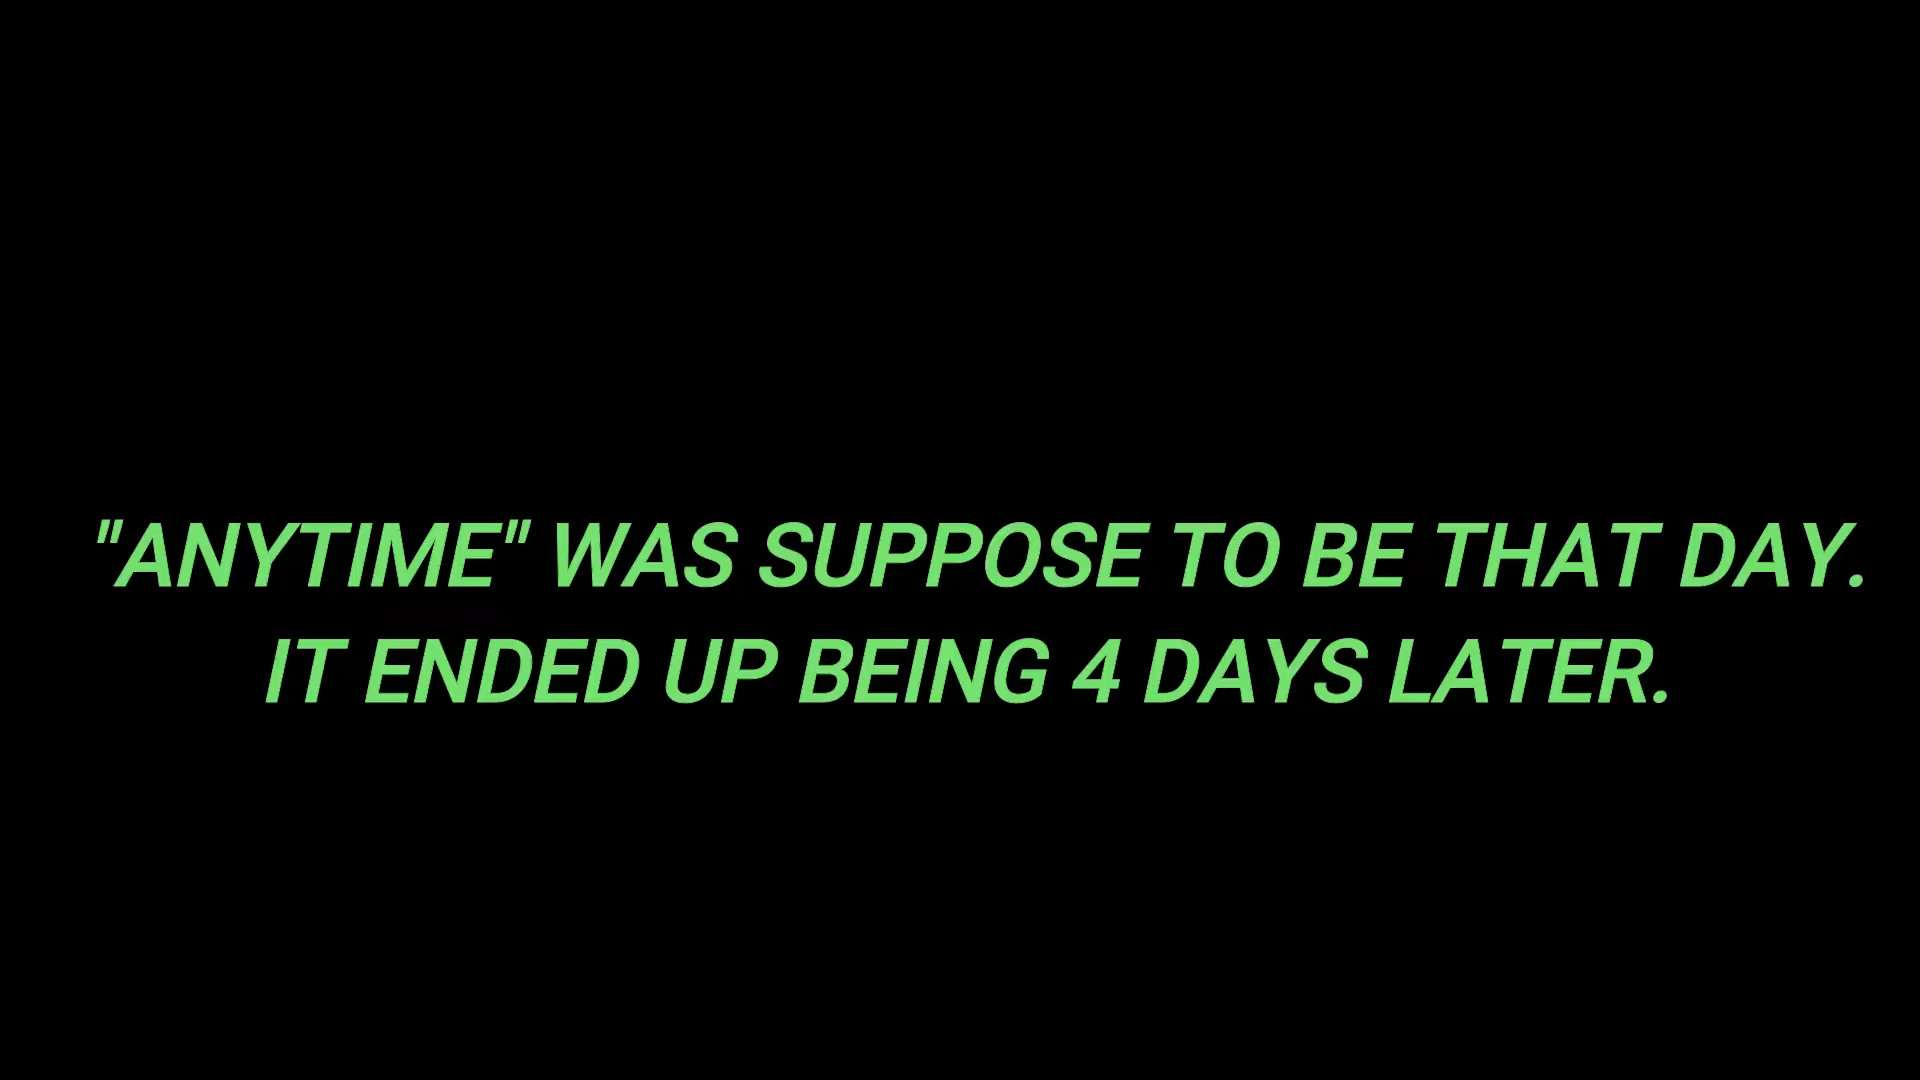 "ANYTIME" WAS SUPPOSE TO BE THAT DAY.
IT ENDED UP BEING 4 DAYS LATER.